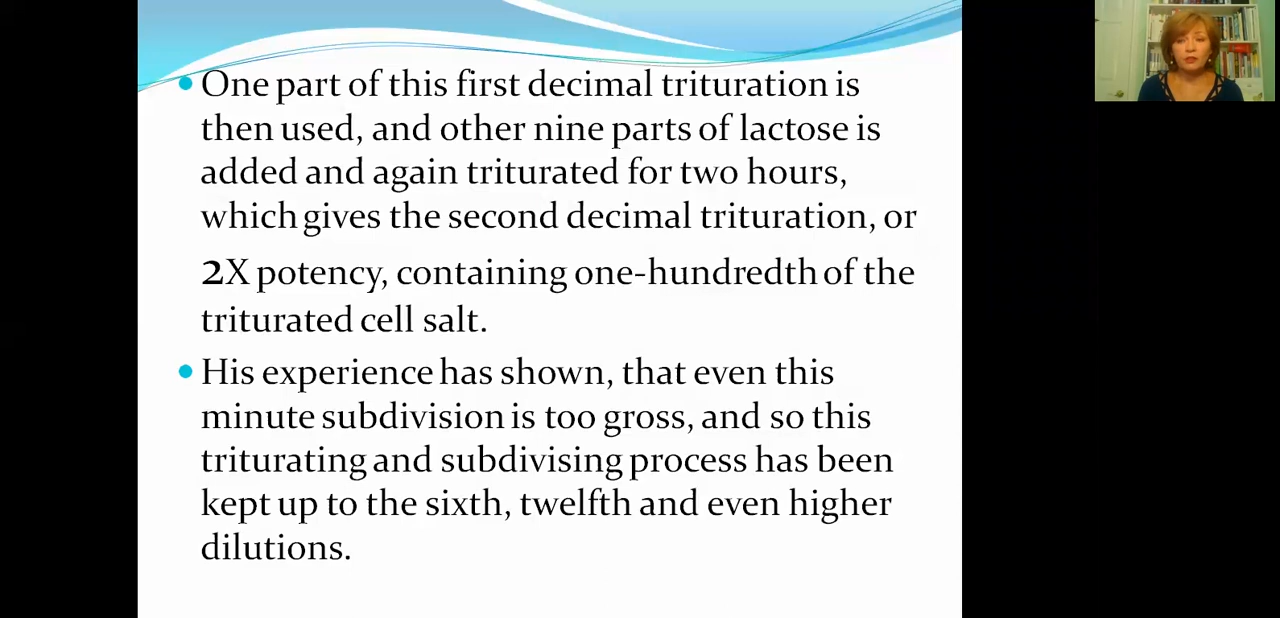 One part of this first decimal trituration is
then used, and other nine parts of lactose is
added and again triturated for two hours,
which gives the second decimal trituration, or
2X potency, containing one-hundredth of the
triturated cell salt.
His experience has shown, that even this
minute subdivision is too gross, and so this
triturating and subdivising process has been
kept up to the sixth, twelfth and even higher
dilutions.